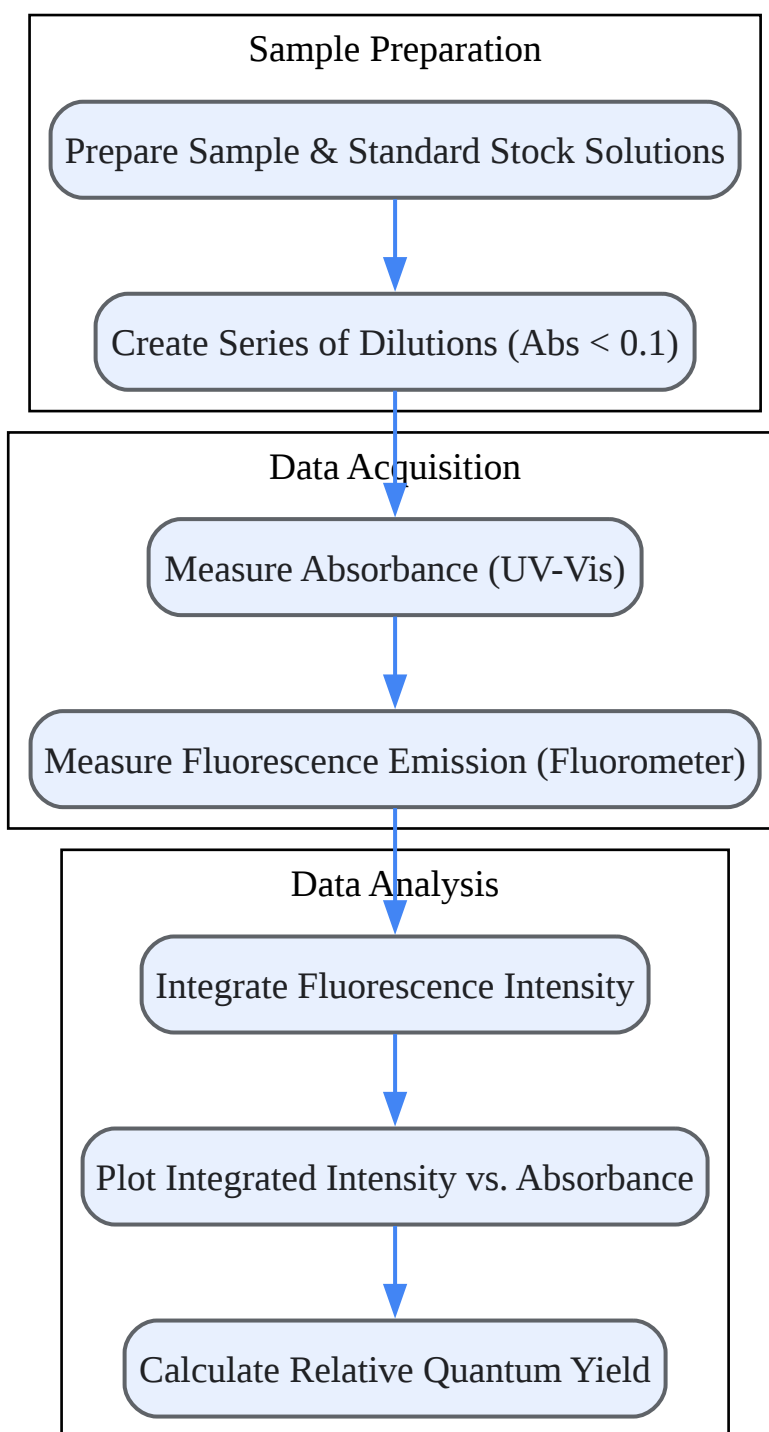 Sample Preparation
Prepare Sample & Standard Stock Solutions
Create Series of Dilutions (Abs < 0.1)
Data Acquisition
Measure Absorbance (UV-Vis)
Measure Fluorescence Emission (Fluorometer)
Data Analysis
Integrate Fluorescence Intensity
Plot Integrated Intensity vs. Absorbance
Calculate Relative Quantum Yield